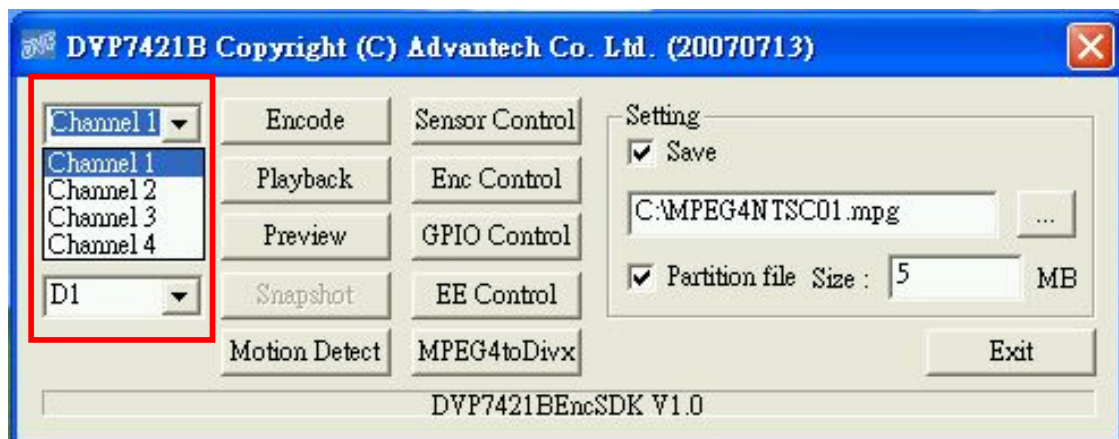 DVP7421B Copyright (C) Advantech Co. Ltd. (20070713)
Channel 1
Channel 1
Channel 2
Channel 3
Channel 4
D1
Encode
Playback
Preview
Snapshot
Motion Detect
Sensor Control
Enc Control
GPIO Control
EE Control
MPEG4toDivx
Setting
Save
C:\MPEG4NTSC01.mpg
...
Partition file Size : 5 MB
Exit
DVP7421BEncSDK V1.0